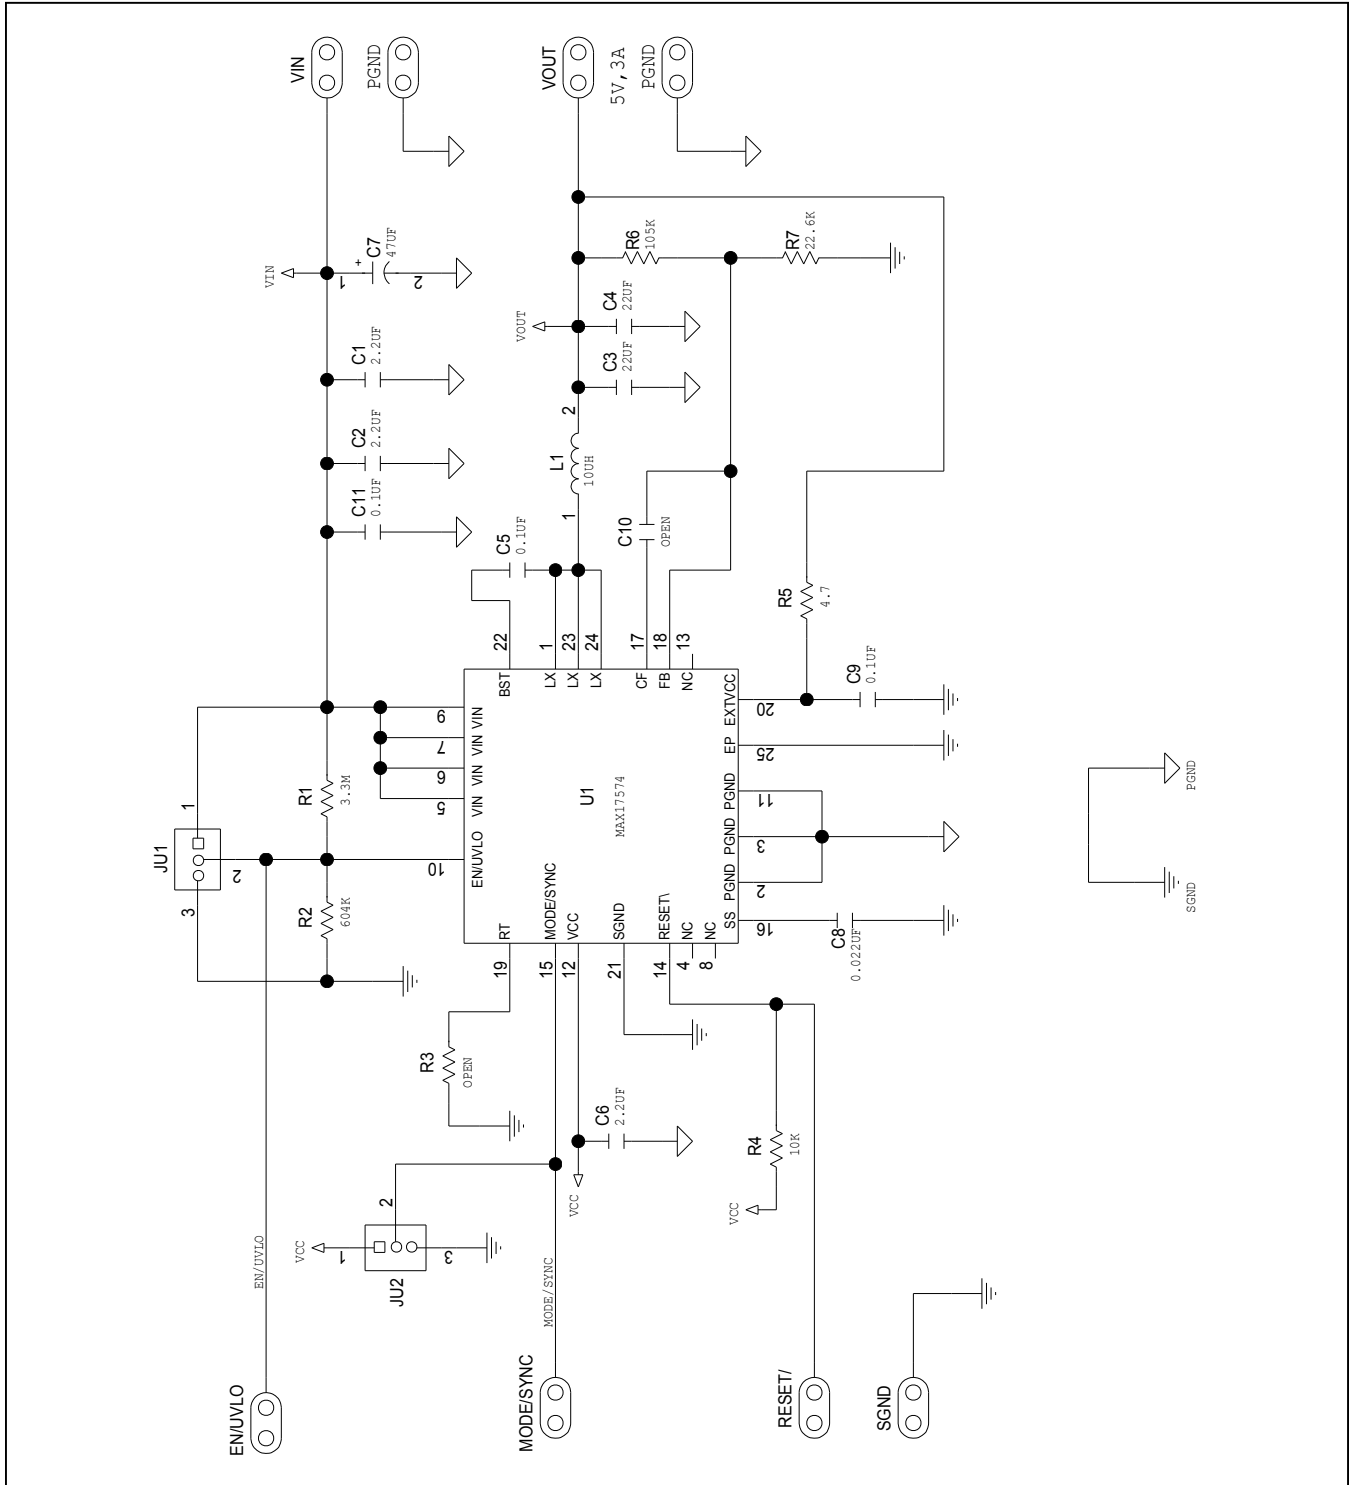 VIN
PGND
VOUT
5V,3A
PGND
VIN
1
+
C7
47UF
2
C1
2.2UF
C2
2.2UF
C11
0.1UF
VOUT
R6
105K
R7
22.6K
C4
22UF
C3
22UF
2
L1
10UH
1
C5
0.1UF
C10
OPEN
R5
4.7
C9
0.1UF
22
1
23
24
17
18
13
BST
LX
LX
LX
CF
FB
NC
9
VIN
7
VIN
6
VIN
5
VIN
10
EN/UVLO
U1
MAX17574
20
EXTVCC
25
EP
11
PGND
3
PGND
2
PGND
16
SS
RT
MODE/SYNC
VCC
SGND
RESET\
NC
NC
19
15
12
21
14
4
8
1
JU1
2
3
R1
3.3M
R2
604K
R3
OPEN
C8
0.022UF
C6
2.2UF
VCC
R4
10K
VCC
VCC
1
2
3
JU2
EN/UVLO
MODE/SYNC
EN/UVLO
MODE/SYNC
RESET/
SGND
PGND
SGND